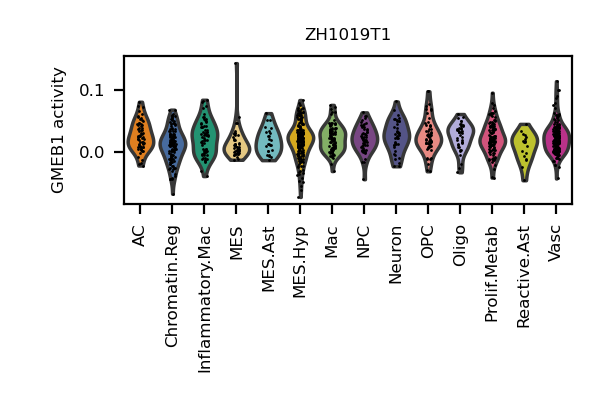 ZH1019T1
GMEB1 activity
0.1
0.0
AC
Chromatin.Reg
Inflammatory.Mac
MES
MES.Ast
MES.Hyp
Mac
NPC
Neuron
OPC
Oligo
Prolif.Metab
Reactive.Ast
Vasc